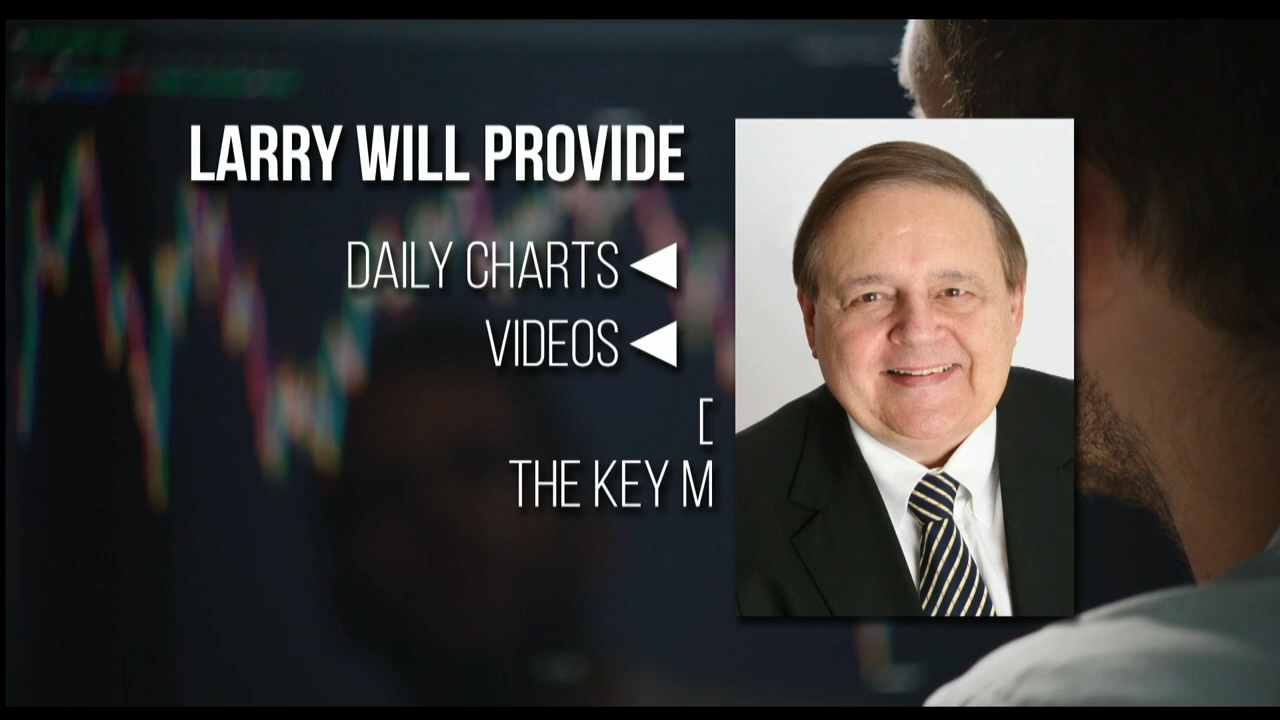 LARRY WILL PROVIDE
DAILY CHARTS
VIDEOS
D
THE KEY M